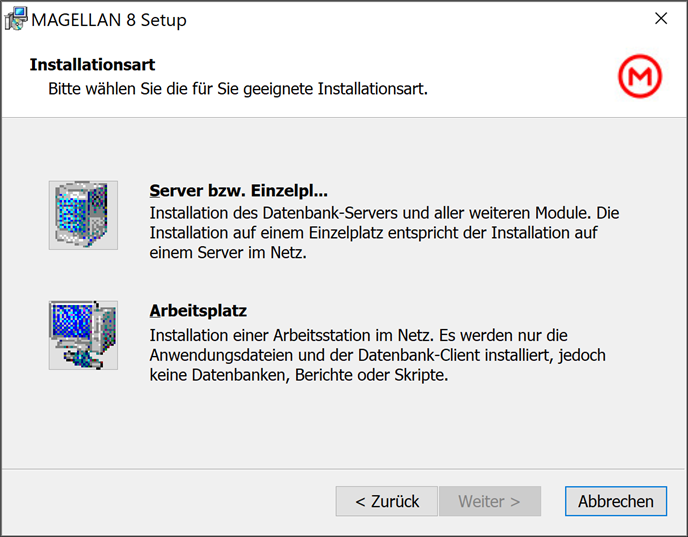 MAGELLAN 8 Setup
Installationsart
Bitte wählen Sie die für Sie geeignete Installationsart.
M
Server bzw. Einzelpl...
Installation des Datenbank-Servers und aller weiteren Module. Die
Installation auf einem Einzelplatz entspricht der Installation auf
einem Server im Netz.
Arbeitsplatz
Installation einer Arbeitsstation im Netz. Es werden nur die
Anwendungsdateien und der Datenbank-Client installiert, jedoch
keine Datenbanken, Berichte oder Skripte.
< Zurück
Weiter >
Abbrechen